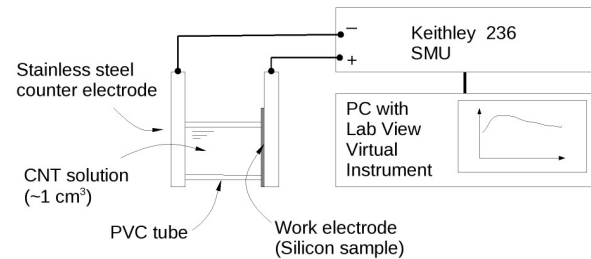 −
+
Keithley 236
SMU
Stainless steel
counter electrode
PC with
Lab View
Virtual
Instrument
CNT solution
(~1 cm³)
PVC tube
Work electrode
(Silicon sample)